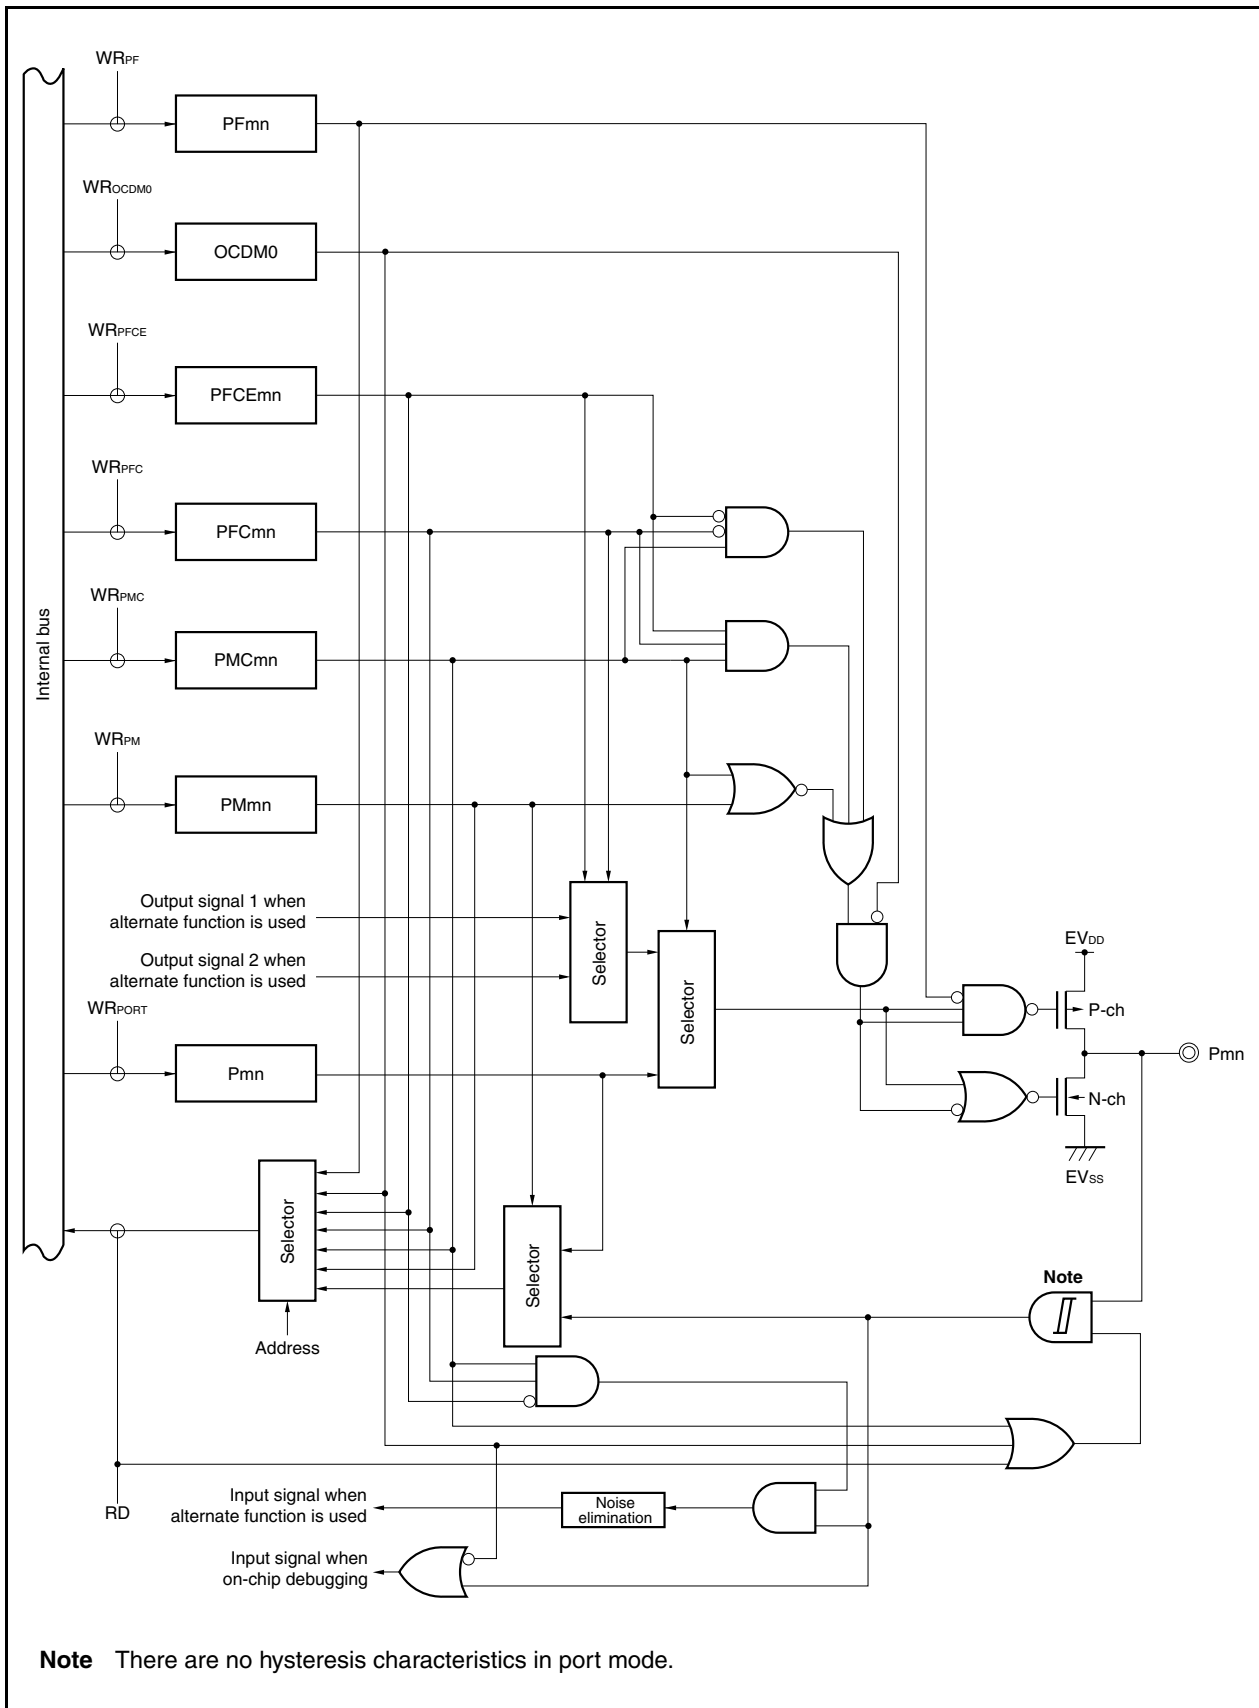 WRPF
PFmn
WROCDM0
OCDM0
WRPFCE
PFCEmn
WRPFC
PFCmn
WRPMC
PMCmn
Internal bus
WRPM
PMmn
Output signal 1 when
alternate function is used
Output signal 2 when
alternate function is used
Selector
Selector
WRPORT
Pmn
EVDD
P-ch
Pmn
N-ch
EVSS
Selector
Selector
Address
Note
RD
Input signal when
alternate function is used
Noise
elimination
Input signal when
on-chip debugging
Note There are no hysteresis characteristics in port mode.